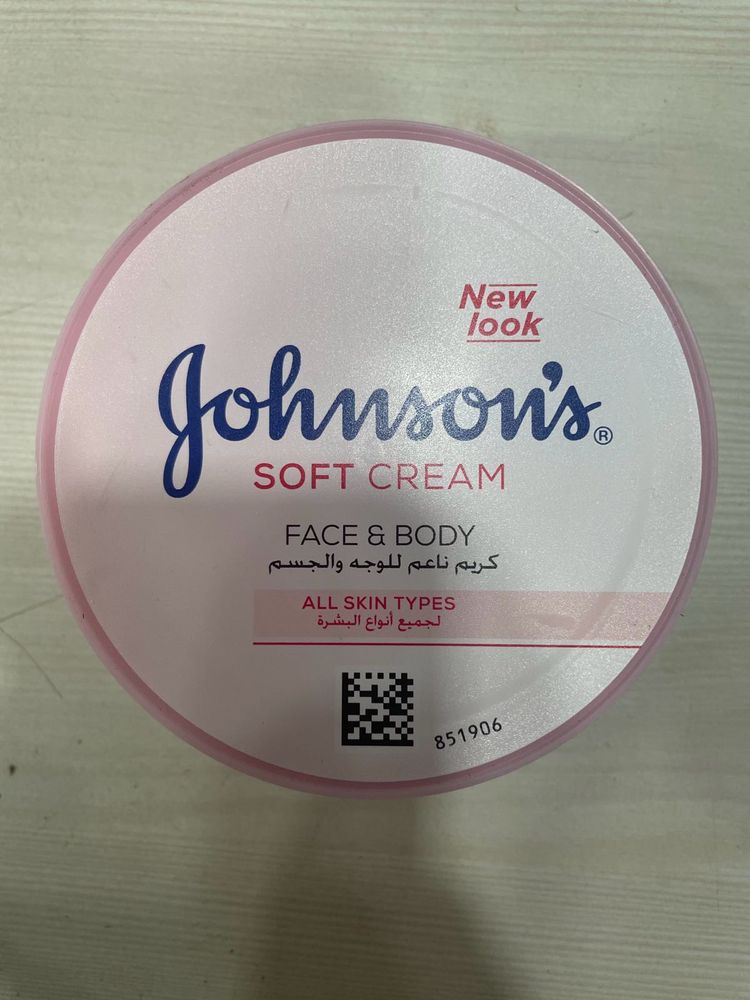 New
look
Johnson's®
SOFT CREAM
FACE & BODY
كريم ناعم للوجه والجسم
ALL SKIN TYPES
لجميع أنواع البشرة
851906